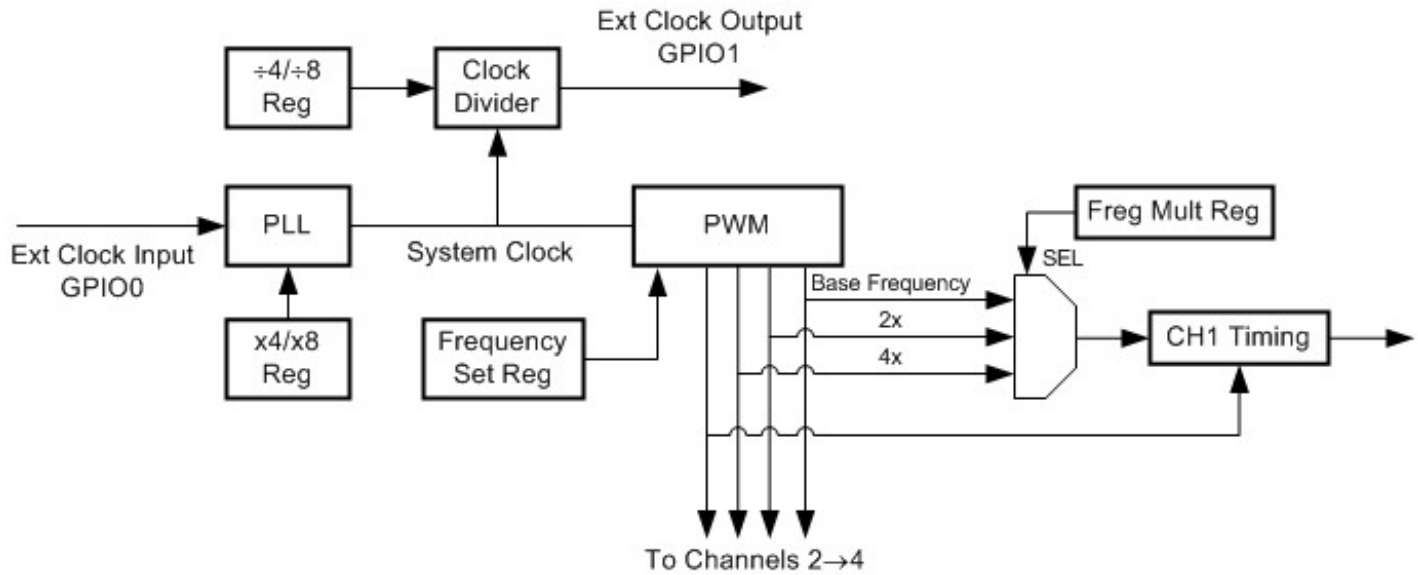 Ext Clock Output
GPIO1
÷4/÷8
Reg
Clock
Divider
PLL
PWM
Freg Mult Reg
Ext Clock Input
GPIO0
System Clock
SEL
Base Frequency
2x
4x
x4/x8
Reg
Frequency
Set Reg
CH1 Timing
To Channels 2→4